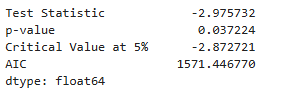 Test Statistic -2.975732
p-value 0.037224
Critical Value at 5% -2.872721
AIC 1571.446770
dtype: float64